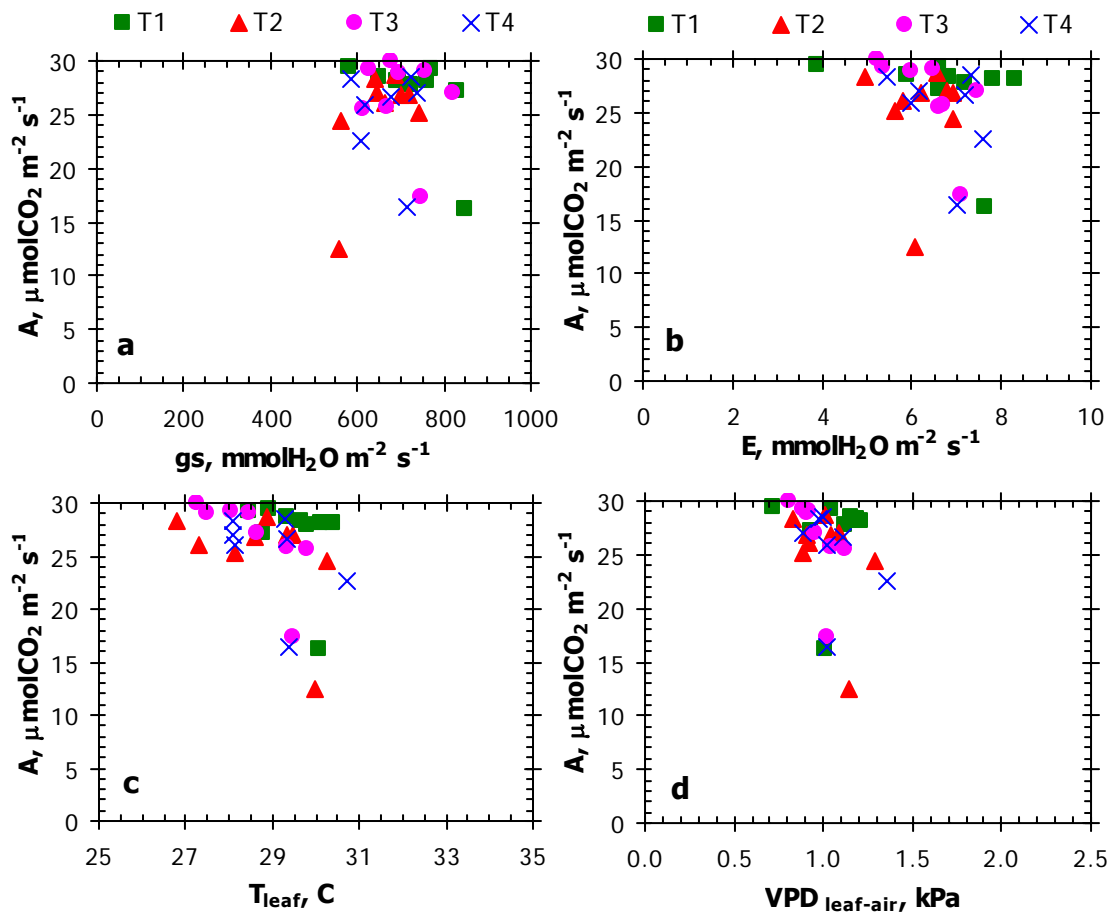 T1 T2 T3 T4
T1 T2 T3 T4
A, μmolCO₂ m⁻² s⁻¹
30
25
20
15
10
5
0
a
0 200 400 600 800 1000
gs, mmolH₂O m⁻² s⁻¹
A, μmolCO₂ m⁻² s⁻¹
30
25
20
15
10
5
0
b
0 2 4 6 8 10
E, mmolH₂O m⁻² s⁻¹
A, μmolCO₂ m⁻² s⁻¹
30
25
20
15
10
5
0
c
25 27 29 31 33 35
T leaf, C
A, μmolCO₂ m⁻² s⁻¹
30
25
20
15
10
5
0
d
0.0 0.5 1.0 1.5 2.0 2.5
VPD leaf-air, kPa